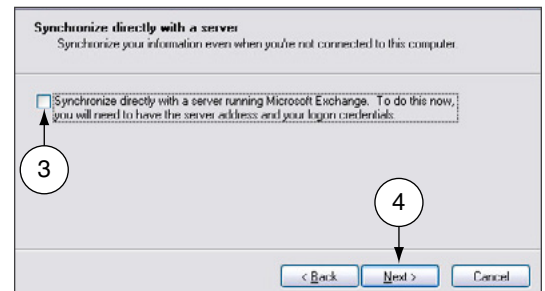 Synchronize directly with a server
Synchronize your information even when you're not connected to this computer.
Synchronize directly with a server running Microsoft Exchange. To do this now,
you will need to have the server address and your logon credentials.
3
4
< Back Next > Cancel